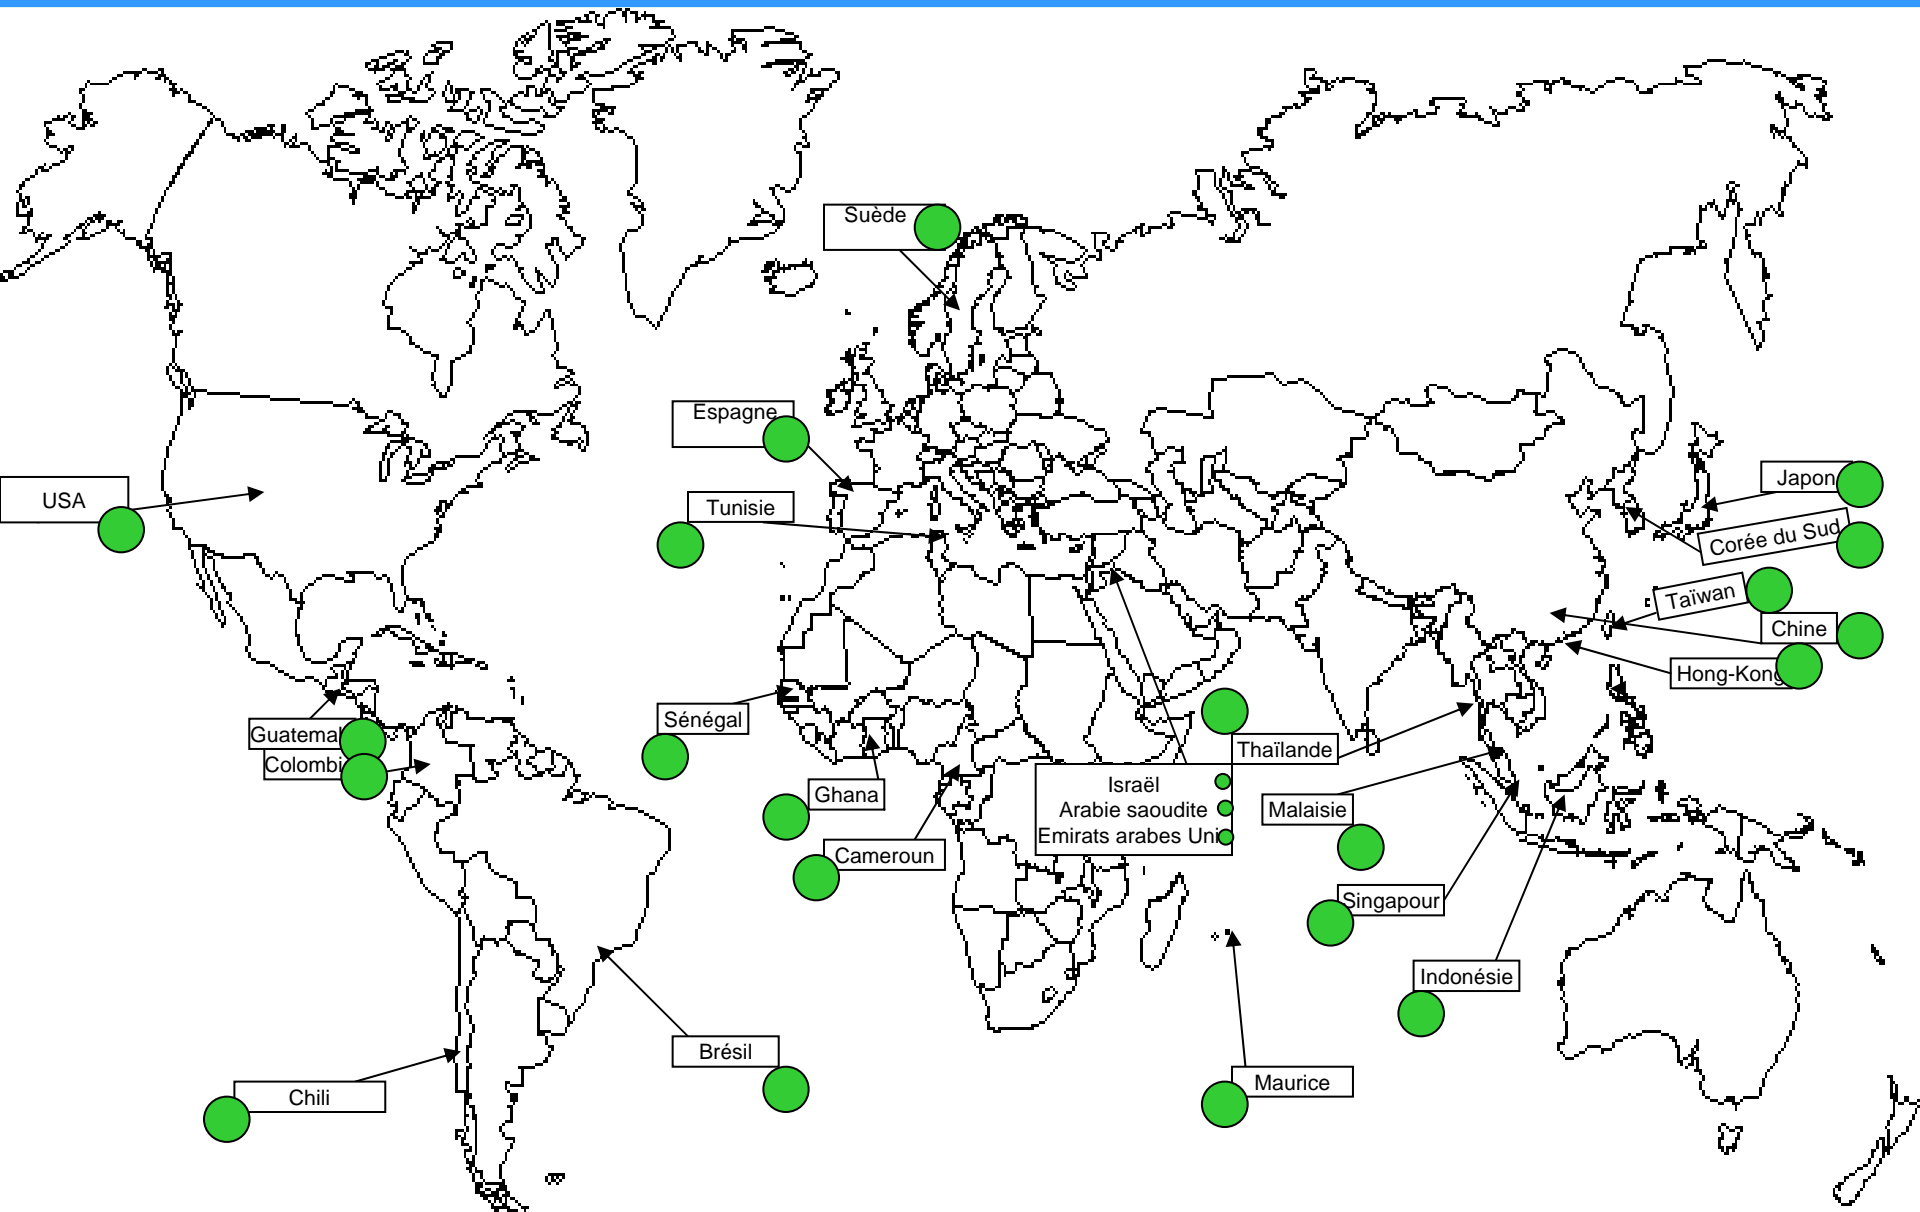 Suède
Espagne
USA
Japon
Tunisie
Corée du Sud
Taïwan
Chine
Hong-Kong
Sénégal
Guatemal
Thaïlande
Colombi
Israël
Ghana
Arabie saoudite
Malaisie
Emirats arabes Uni
Cameroun
Singapour
Indonésie
Brésil
Maurice
Chili